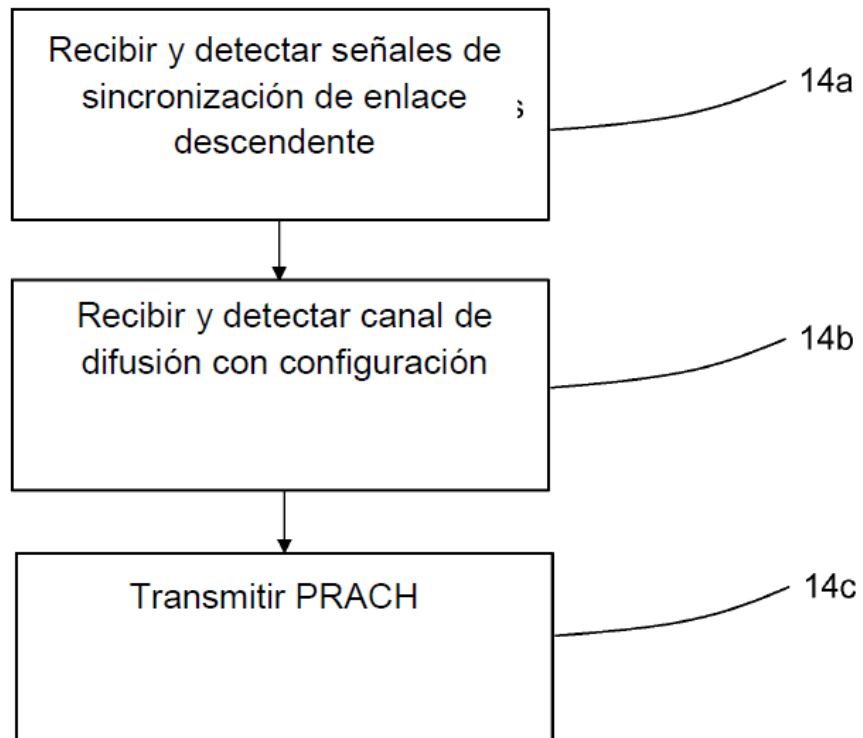 Recibir y detectar señales de
sincronización de enlace
descendente
14a
Recibir y detectar canal de
difusión con configuración
14b
Transmitir PRACH
14c